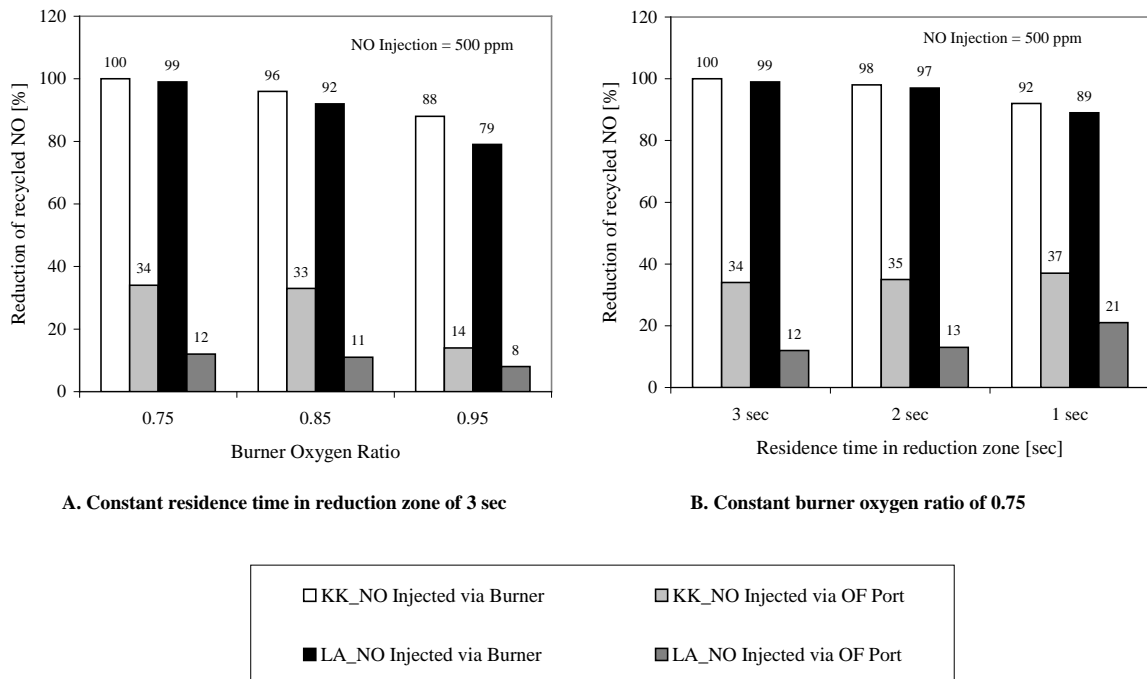 120
100
80
60
40
20
0
Reduction of recycled NO [%]
NO Injection = 500 ppm
100 99 34 12
96 92 33 11
88 79 14 8
0.75 0.85 0.95
Burner Oxygen Ratio
A. Constant residence time in reduction zone of 3 sec
120
100
80
60
40
20
0
Reduction of recycled NO [%]
NO Injection = 500 ppm
100 99 34 12
98 97 35 13
92 89 37 21
3 sec 2 sec 1 sec
Residence time in reduction zone [sec]
B. Constant burner oxygen ratio of 0.75
KK_NO Injected via Burner
KK_NO Injected via OF Port
LA_NO Injected via Burner
LA_NO Injected via OF Port